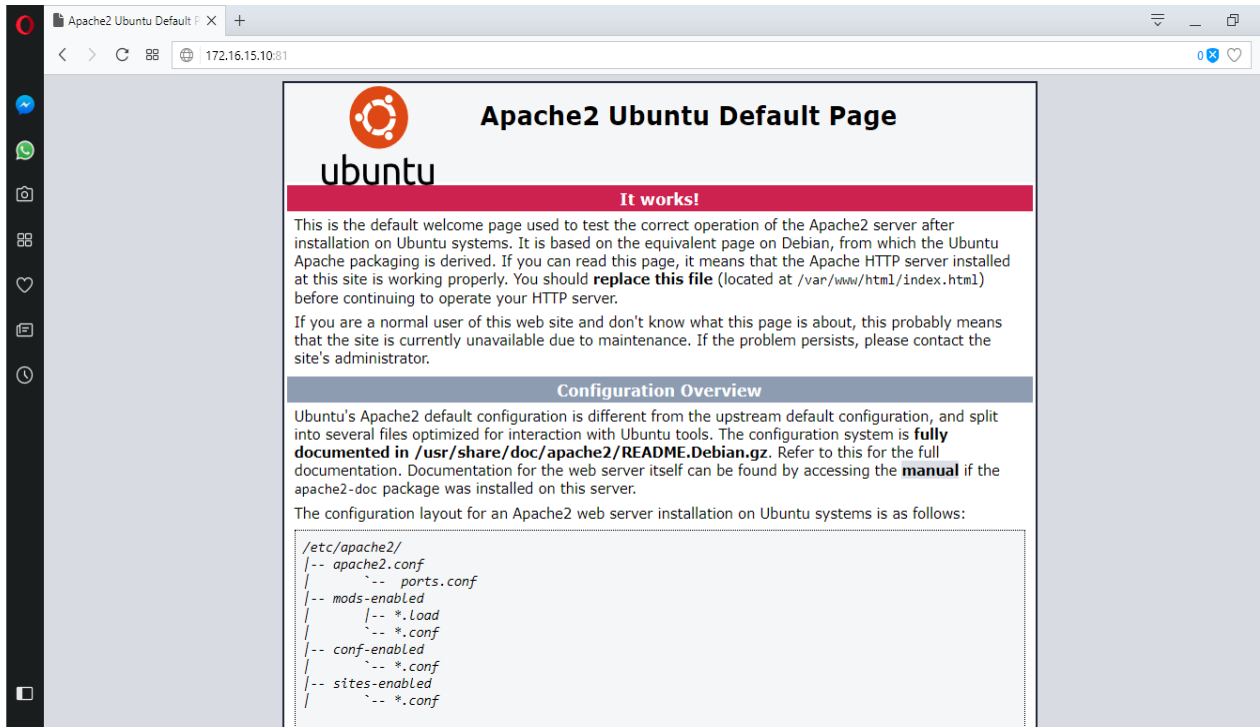 Apache2 Ubuntu Default P
172.16.15.10:81
0
ubuntu
Apache2 Ubuntu Default Page
It works!
This is the default welcome page used to test the correct operation of the Apache2 server after
installation on Ubuntu systems. It is based on the equivalent page on Debian, from which the Ubuntu
Apache packaging is derived. If you can read this page, it means that the Apache HTTP server installed
at this site is working properly. You should replace this file (located at /var/www/html/index.html)
before continuing to operate your HTTP server.
If you are a normal user of this web site and don't know what this page is about, this probably means
that the site is currently unavailable due to maintenance. If the problem persists, please contact the
site's administrator.
Configuration Overview
Ubuntu's Apache2 default configuration is different from the upstream default configuration, and split
into several files optimized for interaction with Ubuntu tools. The configuration system is fully
documented in /usr/share/doc/apache2/README.Debian.gz. Refer to this for the full
documentation. Documentation for the web server itself can be found by accessing the manual if the
apache2-doc package was installed on this server.
The configuration layout for an Apache2 web server installation on Ubuntu systems is as follows:
/etc/apache2/
|-- apache2.conf
|       `--  ports.conf
|-- mods-enabled
|       |-- *.load
|       `-- *.conf
|-- conf-enabled
|       `-- *.conf
|-- sites-enabled
|       `-- *.conf